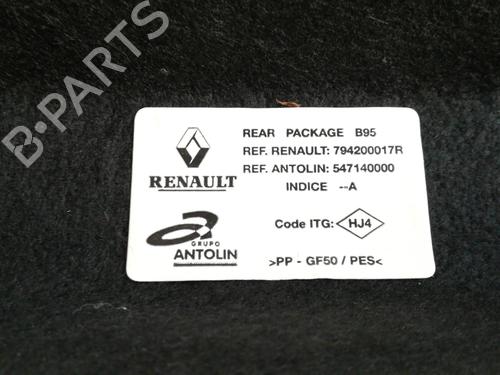 B-PARTS
REAR PACKAGE B95
REF. RENAULT: 794200017R
REF. ANTOLIN: 547140000
INDICE --A
RENAULT
Code ITG: HJ4
GRUPO
ANTOLIN
>PP - GF50 / PES<